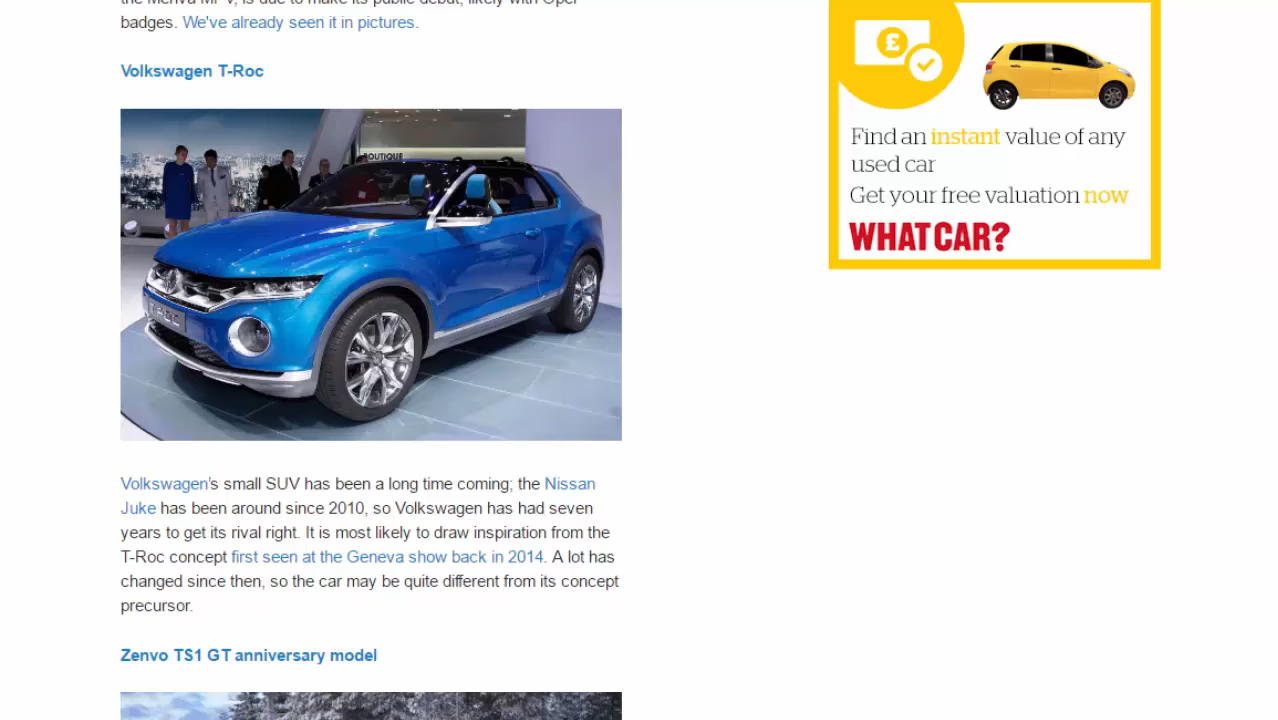 badges. We've already seen it in pictures.
Volkswagen T-Roc
BOUTIQUE
T-ROC
Volkswagen's small SUV has been a long time coming; the Nissan
Juke has been around since 2010, so Volkswagen has had seven
years to get its rival right. It is most likely to draw inspiration from the
T-Roc concept first seen at the Geneva show back in 2014. A lot has
changed since then, so the car may be quite different from its concept
precursor.
Zenvo TS1 GT anniversary model
£
Find an instant value of any
used car
Get your free valuation now
WHAT CAR?